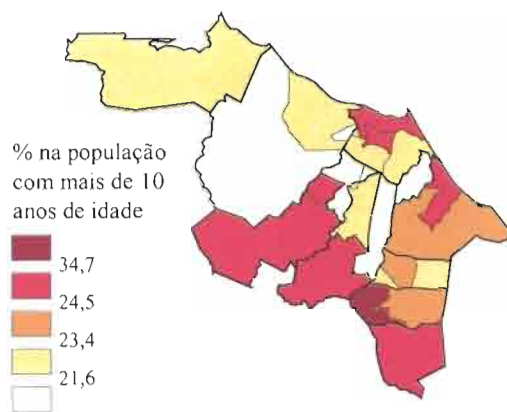 % na população
com mais de 10
anos de idade
34,7
24,5
23,4
21,6